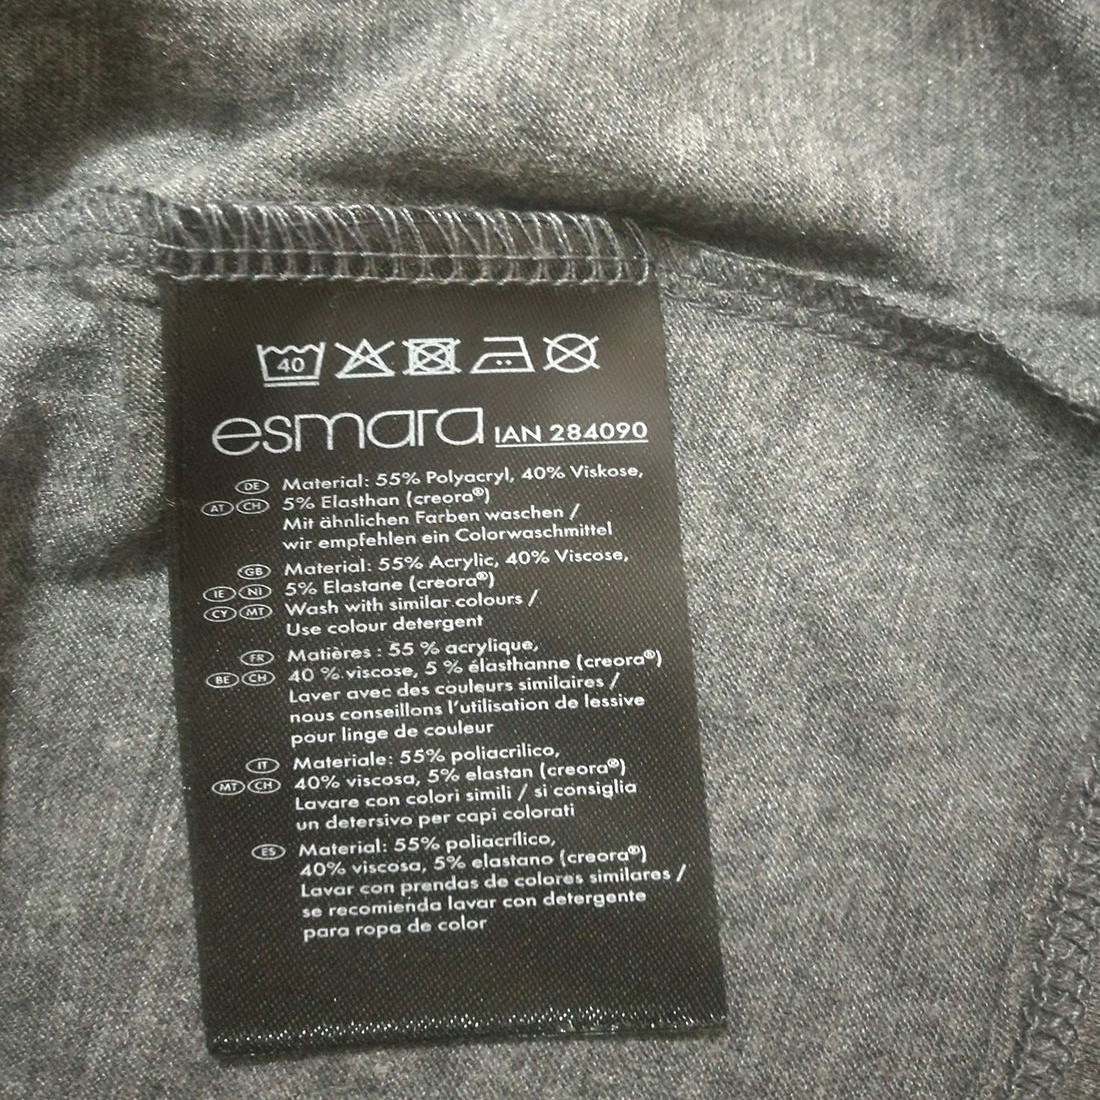 40
esmara IAN 284090
DE Material: 55% Polyacryl, 40% Viskose,
AT CH 5% Elasthan (creora®)
Mit ähnlichen Farben waschen /
wir empfehlen ein Colorwaschmittel
GB Material: 55% Acrylic, 40% Viscose,
IE NI 5% Elastane (creora®)
CY MT Wash with similar colours /
Use colour detergent
FR Matières : 55 % acrylique,
BE CH 40 % viscose, 5 % élasthanne (creora®)
Laver avec des couleurs similaires /
nous conseillons l'utilisation de lessive
pour linge de couleur
IT Materiale: 55% poliacrilico,
MT CH 40% viscosa, 5% elastan (creora®)
Lavare con colori simili / si consiglia
un detersivo per capi colorati
ES Material: 55% poliacrílico,
40% viscosa, 5% elastano (creora®)
Lavar con prendas de colores similares /
se recomienda lavar con detergente
para ropa de color